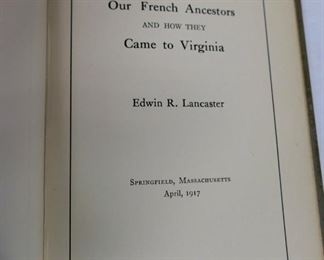 Our French Ancestors
AND HOW THEY
Came to Virginia
Edwin R. Lancaster
Springfield, Massachusetts
April, 1917